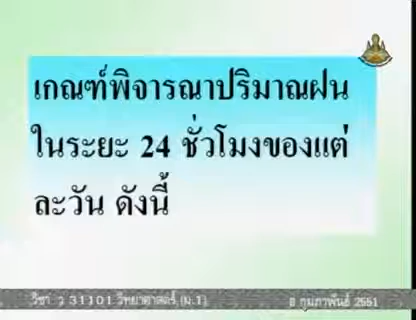 เกณฑ์พิจารณาปริมาณฝน
ในระยะ 24 ชั่วโมงของแต่
ละวัน ดังนี้
วิชา ว 31101 วิทยาศาสตร์ (ม.1)
8 กุมภาพันธ์ 2551